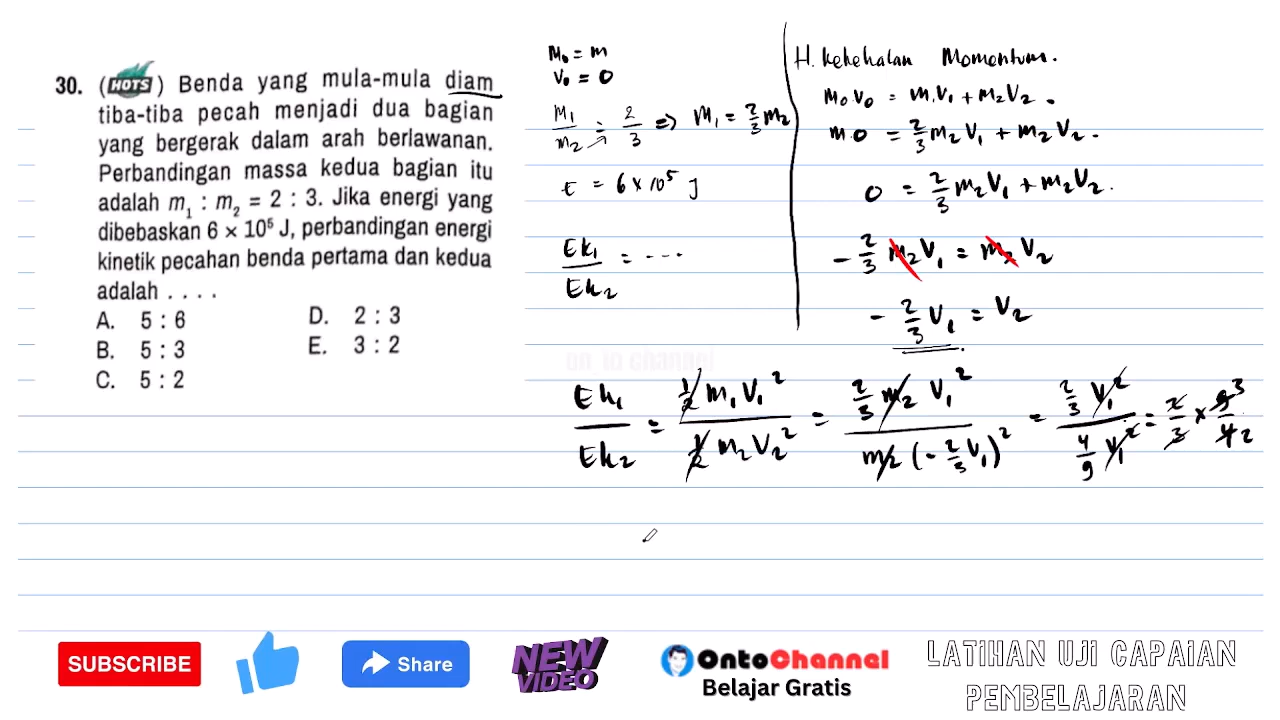 30. (HOTS) Benda yang mula-mula diam
tiba-tiba pecah menjadi dua bagian
yang bergerak dalam arah berlawanan.
Perbandingan massa kedua bagian itu
adalah m₁ : m₂ = 2 : 3. Jika energi yang
dibebaskan 6 × 10⁵ J, perbandingan energi
kinetik pecahan benda pertama dan kedua
adalah . . . .
A. 5 : 6
B. 5 : 3
C. 5 : 2
D. 2 : 3
E. 3 : 2
M₀ = m
V₀ = 0
M₁/m₂ = 2/3 => M₁ = 2/3 m₂
E = 6 × 10⁵ J
Ek₁/Ek₂ = ....
H. Kekekalan Momentum.
M₀.V₀ = m₁V₁ + m₂V₂.
m.0 = 2/3 m₂V₁ + m₂V₂.
0 = 2/3 m₂V₁ + m₂V₂.
- 2/3 m₂V₁ = m₂V₂
- 2/3 V₁ = V₂
Ek₁/Ek₂ = 1/2 m₁V₁²/1/2 m₂V₂² = 2/3 m₂V₁²/m₂(-2/3 V₁)² = 2/3 V₁²/4/9 V₁² = 2/3 × 9³/4 2
SUBSCRIBE
Share
NEW
VIDEO
OntoChannel
Belajar Gratis
LATIHAN UJI CAPAIAN
PEMBELAJARAN